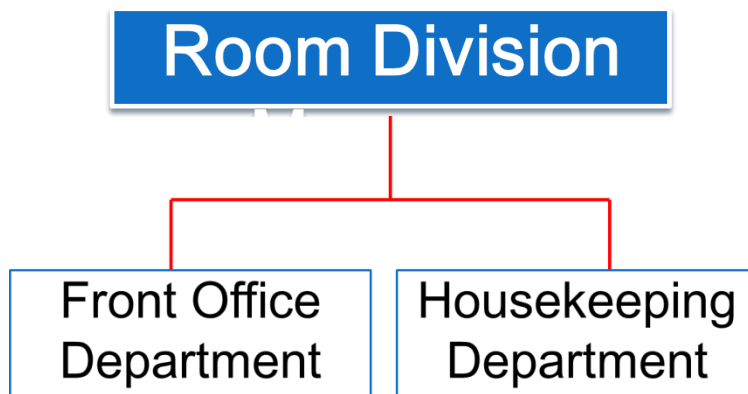 Room Division
Front Office
Department
Housekeeping
Department